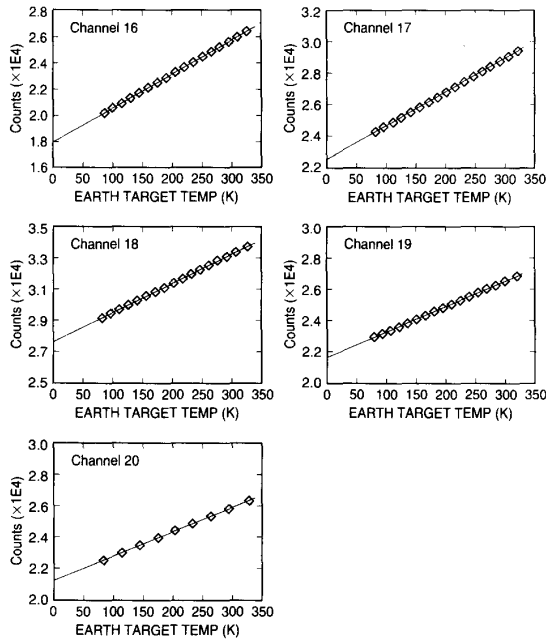 Channel 16
Counts (×1E4)
2.8
2.6
2.4
2.2
2.0
1.8
1.6
0 50 100 150 200 250 300 350
EARTH TARGET TEMP (K)
Channel 17
Counts (×1E4)
3.2
3.0
2.8
2.6
2.4
2.2
0 50 100 150 200 250 300 350
EARTH TARGET TEMP (K)
Channel 18
Counts (×1E4)
3.5
3.3
3.1
2.9
2.7
2.5
0 50 100 150 200 250 300 350
EARTH TARGET TEMP (K)
Channel 19
Counts (×1E4)
3.0
2.8
2.6
2.4
2.2
2.0
0 50 100 150 200 250 300 350
EARTH TARGET TEMP (K)
Channel 20
Counts (×1E4)
3.0
2.8
2.6
2.4
2.2
2.0
0 50 100 150 200 250 300 350
EARTH TARGET TEMP (K)